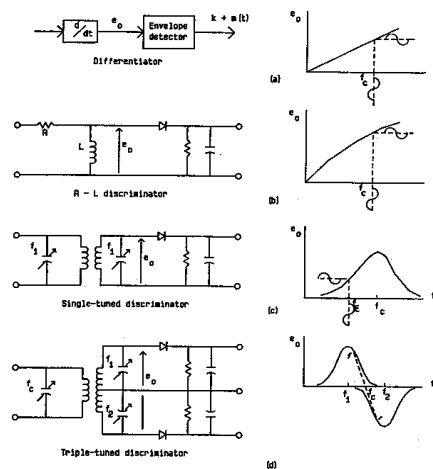 d/dt
e₀
Envelope detector
k + m(t)
Differentiator
e₀
f_c
(a)
R
L
e₀
R - L discriminator
e₀
f_c
(b)
f₁
f₁
e₀
Single-tuned discriminator
e₀
f_c
f
(c)
f_c
f₁
f₂
e₀
Triple-tuned discriminator
e₀
f₁
f_c
f₂
f
(d)